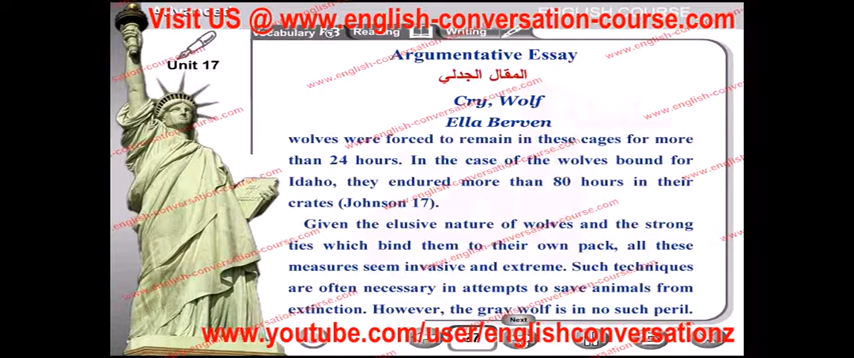 Visit US @ www.english-conversation-course.com
ENGLISH COURSE
Vocabulary Reading Writing
Unit 17
Argumentative Essay
المقال الجدلي
Cry, Wolf
Ella Berven
wolves were forced to remain in these cages for more
than 24 hours. In the case of the wolves bound for
Idaho, they endured more than 80 hours in their
crates (Johnson 17).
Given the elusive nature of wolves and the strong
ties which bind them to their own pack, all these
measures seem invasive and extreme. Such techniques
are often necessary in attempts to save animals from
extinction. However, the gray wolf is in no such peril.
Next
www.youtube.com/user/englishconversationz